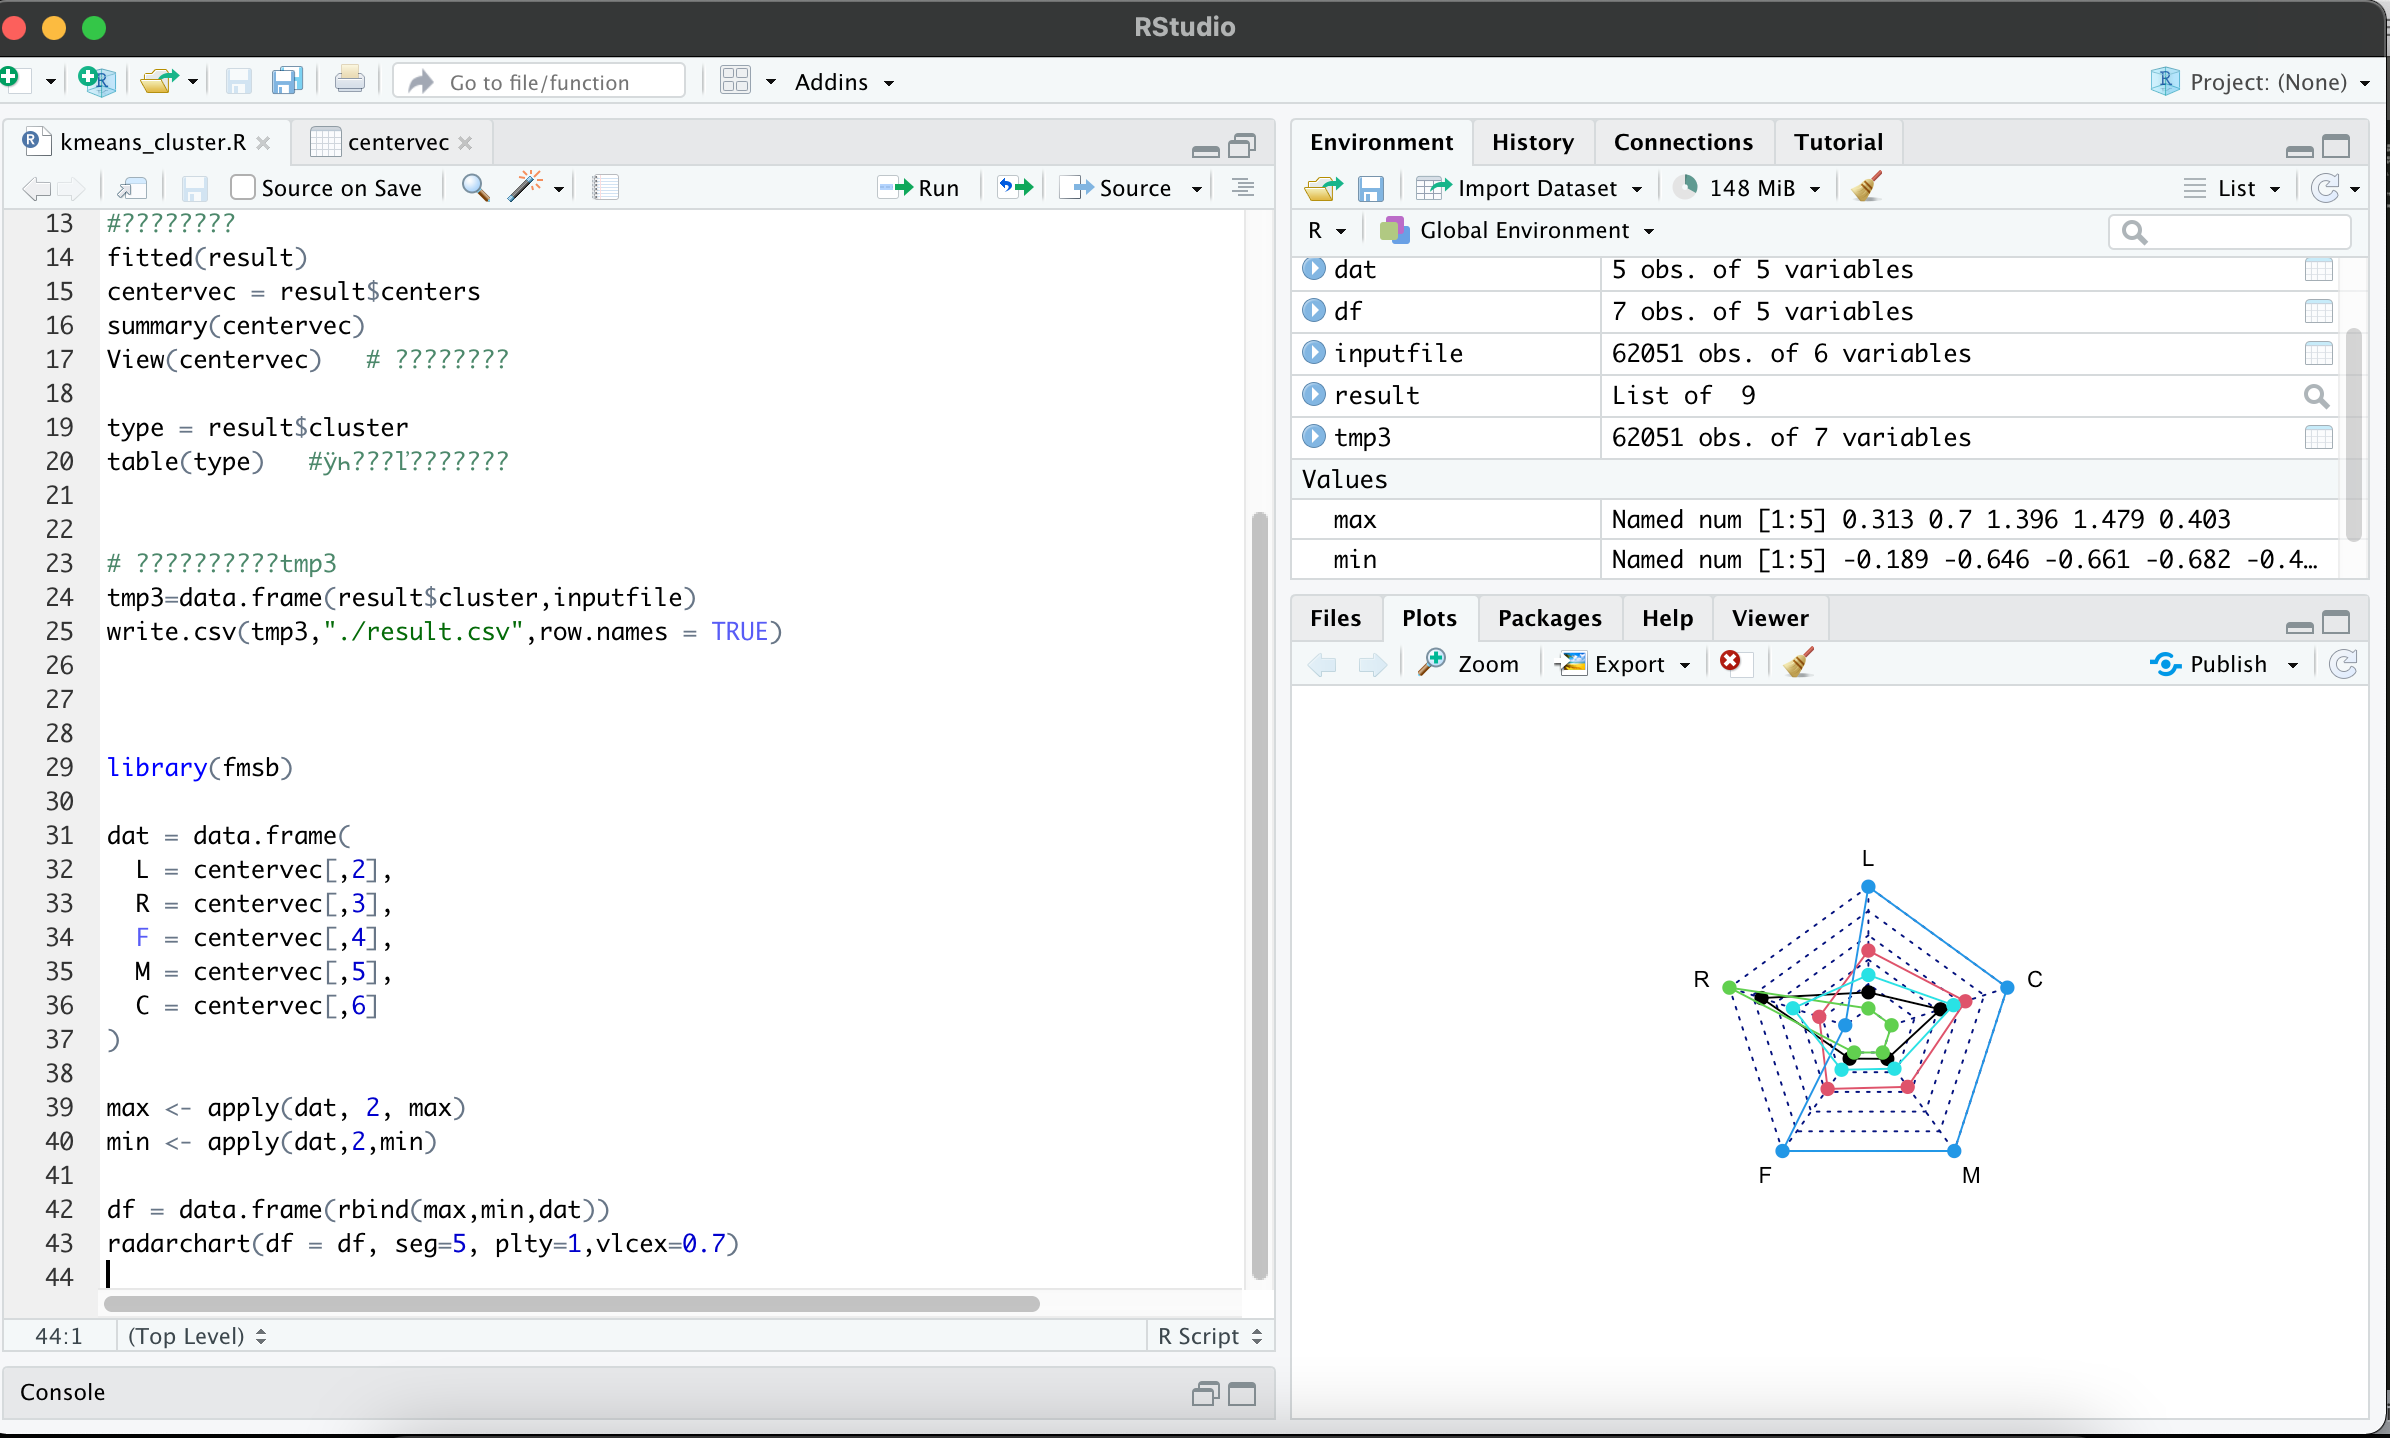 RStudio
Go to file/function
Addins
Project: (None)
kmeans_cluster.R
centervec
Source on Save
Run
Source
13 #????????
14 fitted(result)
15 centervec = result$centers
16 summary(centervec)
17 View(centervec)   # ????????
18
19 type = result$cluster
20 table(type)   #ÿҺ???ľ???????
21
22
23 # ??????????tmp3
24 tmp3=data.frame(result$cluster,inputfile)
25 write.csv(tmp3,"./result.csv",row.names = TRUE)
26
27
28
29 library(fmsb)
30
31 dat = data.frame(
32   L = centervec[,2],
33   R = centervec[,3],
34   F = centervec[,4],
35   M = centervec[,5],
36   C = centervec[,6]
37 )
38
39 max <- apply(dat, 2, max)
40 min <- apply(dat,2,min)
41
42 df = data.frame(rbind(max,min,dat))
43 radarchart(df = df, seg=5, plty=1,vlcex=0.7)
44
44:1 (Top Level) R Script
Console
Environment History Connections Tutorial
Import Dataset 148 MiB List
R Global Environment
dat 5 obs. of 5 variables
df 7 obs. of 5 variables
inputfile 62051 obs. of 6 variables
result List of  9
tmp3 62051 obs. of 7 variables
Values
max Named num [1:5] 0.313 0.7 1.396 1.479 0.403
min Named num [1:5] -0.189 -0.646 -0.661 -0.682 -0.4…
Files Plots Packages Help Viewer
Zoom Export Publish
L
R
C
F
M